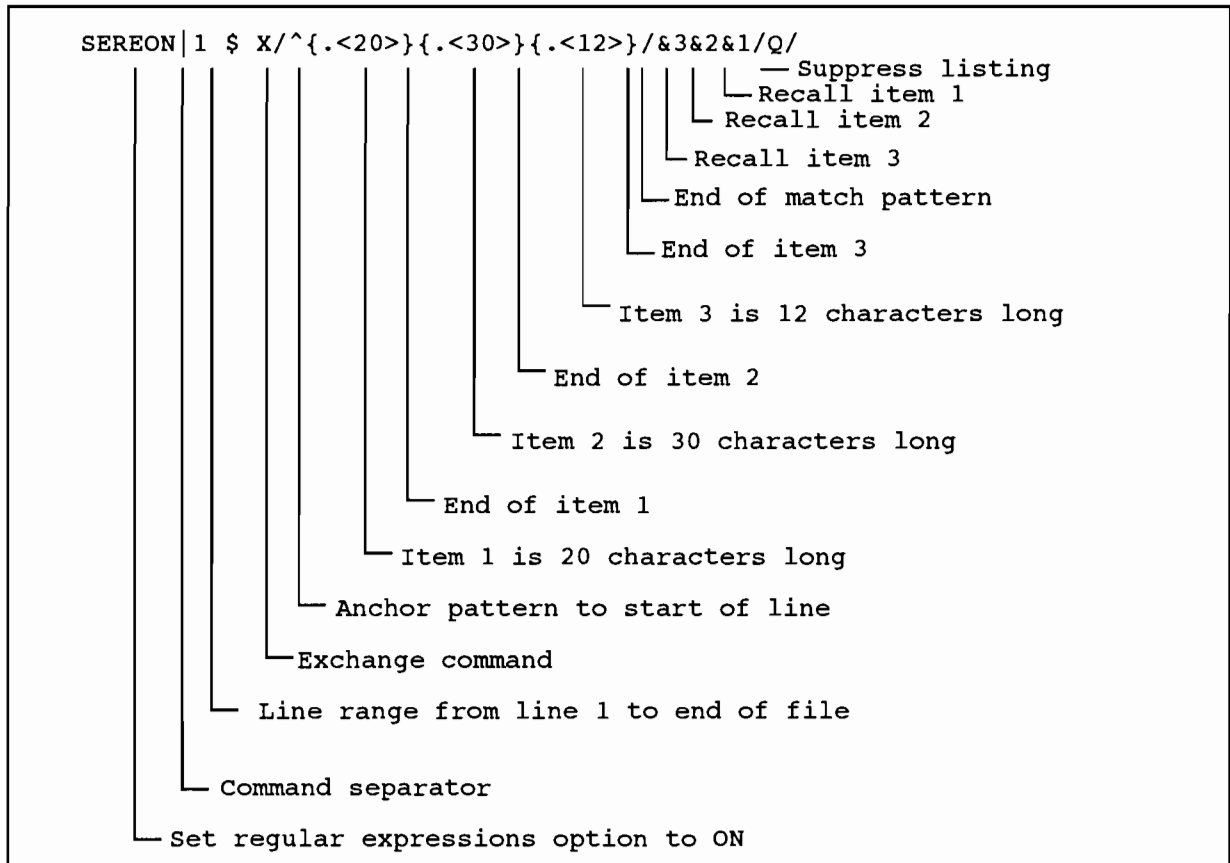 SEREON|1 $ X/^{.<20>}{.<30>}{.<12>}/&3&2&1/Q/
Suppress listing
Recall item 1
Recall item 2
Recall item 3
End of match pattern
End of item 3
Item 3 is 12 characters long
End of item 2
Item 2 is 30 characters long
End of item 1
Item 1 is 20 characters long
Anchor pattern to start of line
Exchange command
Line range from line 1 to end of file
Command separator
Set regular expressions option to ON